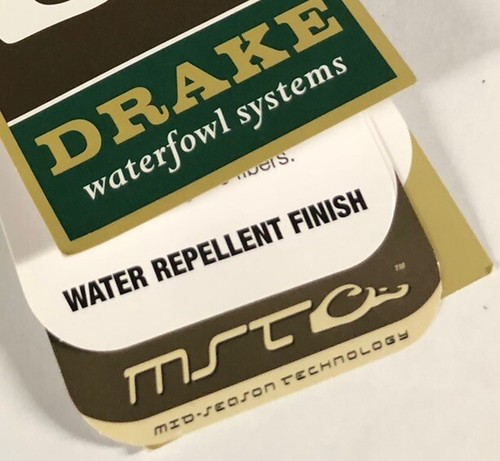 DRAKE
waterfowl systems
fibers.
WATER REPELLENT FINISH
MST
TM
MID-SEASON TECHNOLOGY